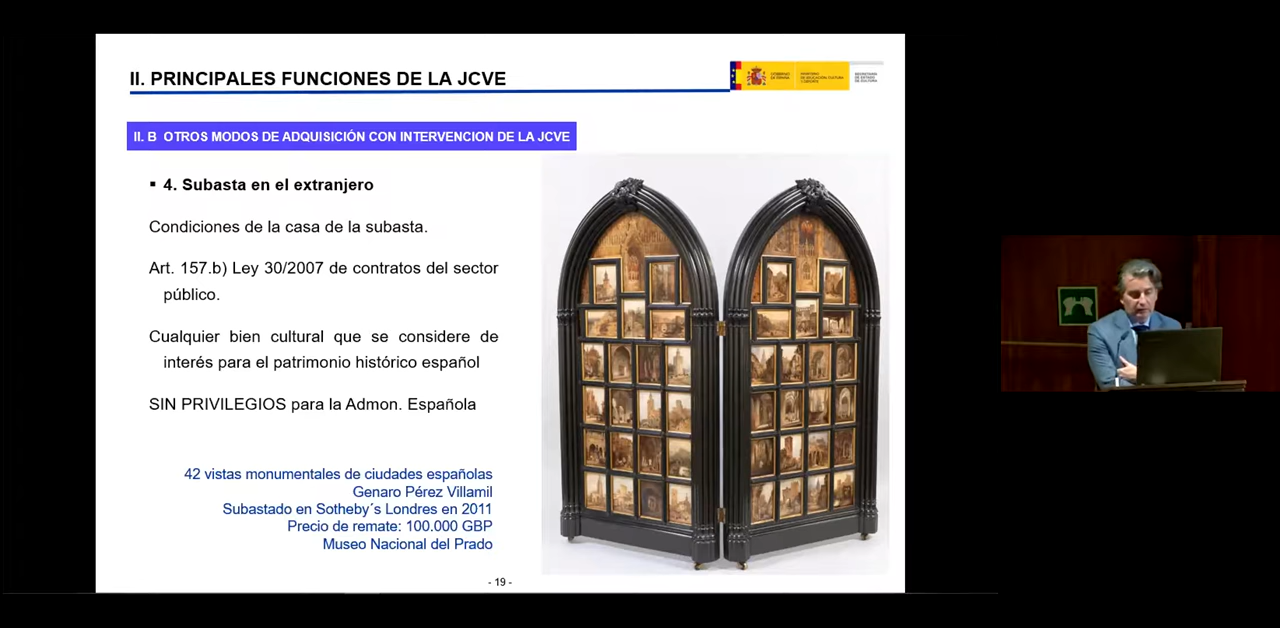 II. PRINCIPALES FUNCIONES DE LA JCVE
GOBIERNO
DE ESPAÑA
MINISTERIO
DE EDUCACIÓN, CULTURA
Y DEPORTE
SECRETARÍA
DE ESTADO
DE CULTURA
II. B OTROS MODOS DE ADQUISICIÓN CON INTERVENCION DE LA JCVE
▪ 4. Subasta en el extranjero
Condiciones de la casa de la subasta.
Art. 157.b) Ley 30/2007 de contratos del sector
público.
Cualquier bien cultural que se considere de
interés para el patrimonio histórico español
SIN PRIVILEGIOS para la Admon. Española
42 vistas monumentales de ciudades españolas
Genaro Pérez Villamil
Subastado en Sotheby´s Londres en 2011
Precio de remate: 100.000 GBP
Museo Nacional del Prado
- 19 -